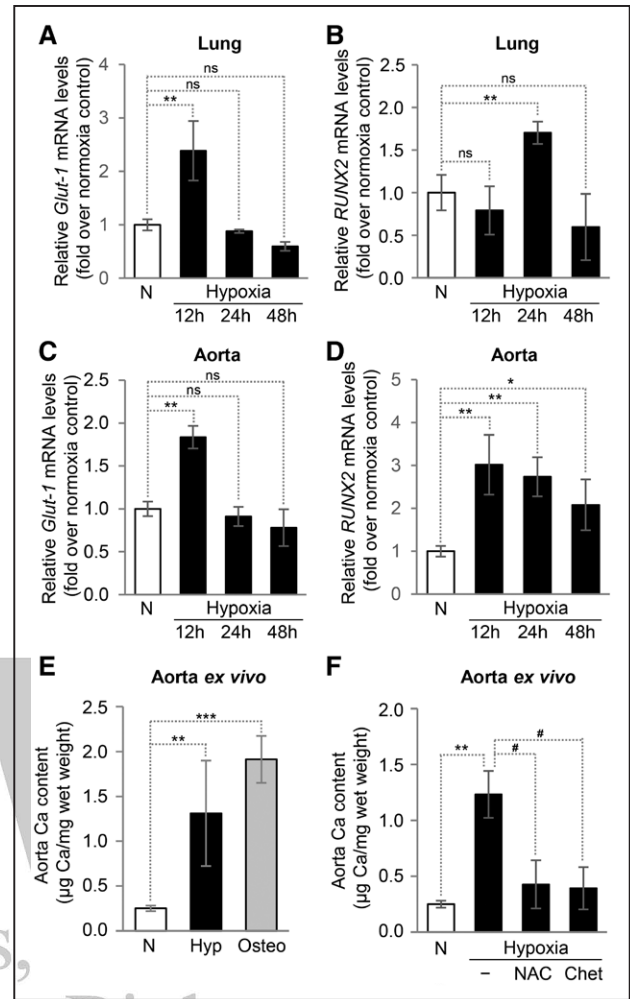 A
Lung
Relative Glut-1 mRNA levels
(fold over normoxia control)
4
3
2
1
0
ns
ns
**
N
Hypoxia
12h 24h 48h
B
Lung
Relative RUNX2 mRNA levels
(fold over normoxia control)
2.5
2.0
1.5
1.0
0.5
0.0
ns
**
ns
N
Hypoxia
12h 24h 48h
C
Aorta
Relative Glut-1 mRNA levels
(fold over normoxia control)
2.5
2.0
1.5
1.0
0.5
0.0
ns
ns
**
N
Hypoxia
12h 24h 48h
D
Aorta
Relative RUNX2 mRNA levels
(fold over normoxia control)
5
4
3
2
1
0
*
**
**
N
Hypoxia
12h 24h 48h
E
Aorta ex vivo
Aorta Ca content
(µg Ca/mg wet weight)
2.5
2.0
1.5
1.0
0.5
0.0
***
**
N Hyp Osteo
F
Aorta ex vivo
Aorta Ca content
(µg Ca/mg wet weight)
2.0
1.5
1.0
0.5
0.0
#
** #
N
Hypoxia
– NAC Chet
s,